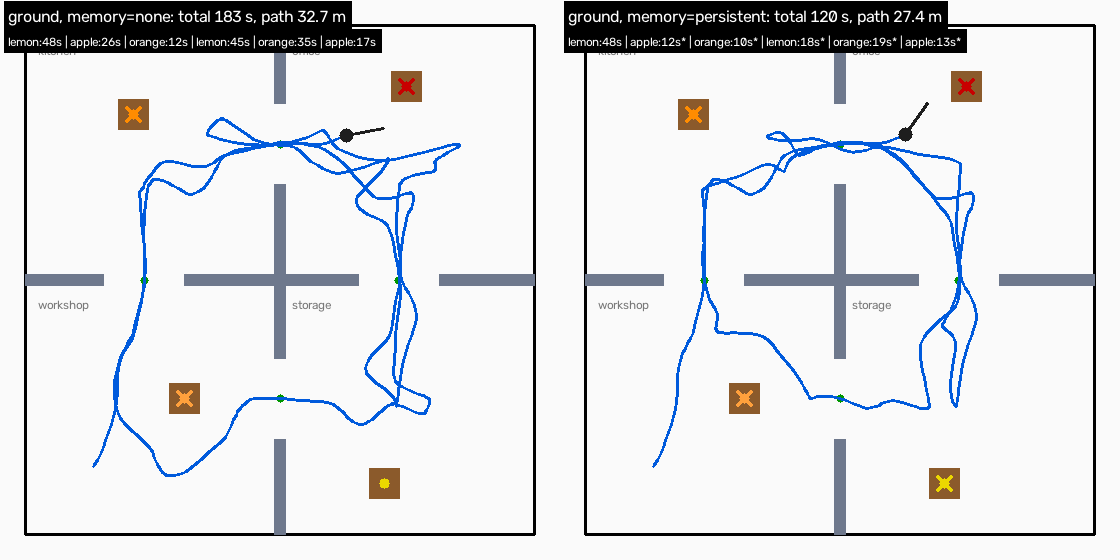 ground, memory=none: total 183 s, path 32.7 m
lemon:48s | apple:26s | orange:12s | lemon:45s | orange:35s | apple:17s
workshop
storage
ground, memory=persistent: total 120 s, path 27.4 m
lemon:48s | apple:12s* | orange:10s* | lemon:18s* | orange:19s* | apple:13s*
workshop
storage